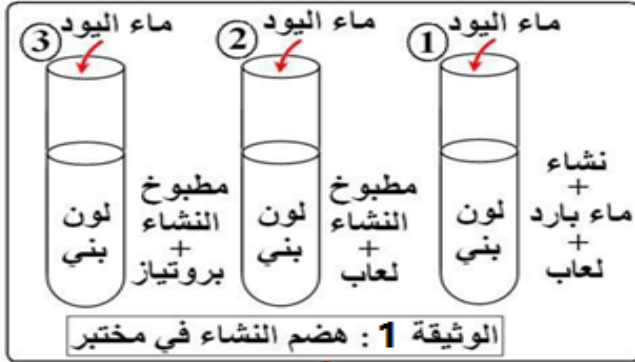 ماء اليود
1
نشاء
+
ماء بارد
+
لعاب
لون
بني
ماء اليود
2
مطبوخ
النشاء
+
لعاب
لون
بني
ماء اليود
3
مطبوخ
النشاء
+
بروتياز
لون
بني
الوثيقة 1 : هضم النشاء في مختبر